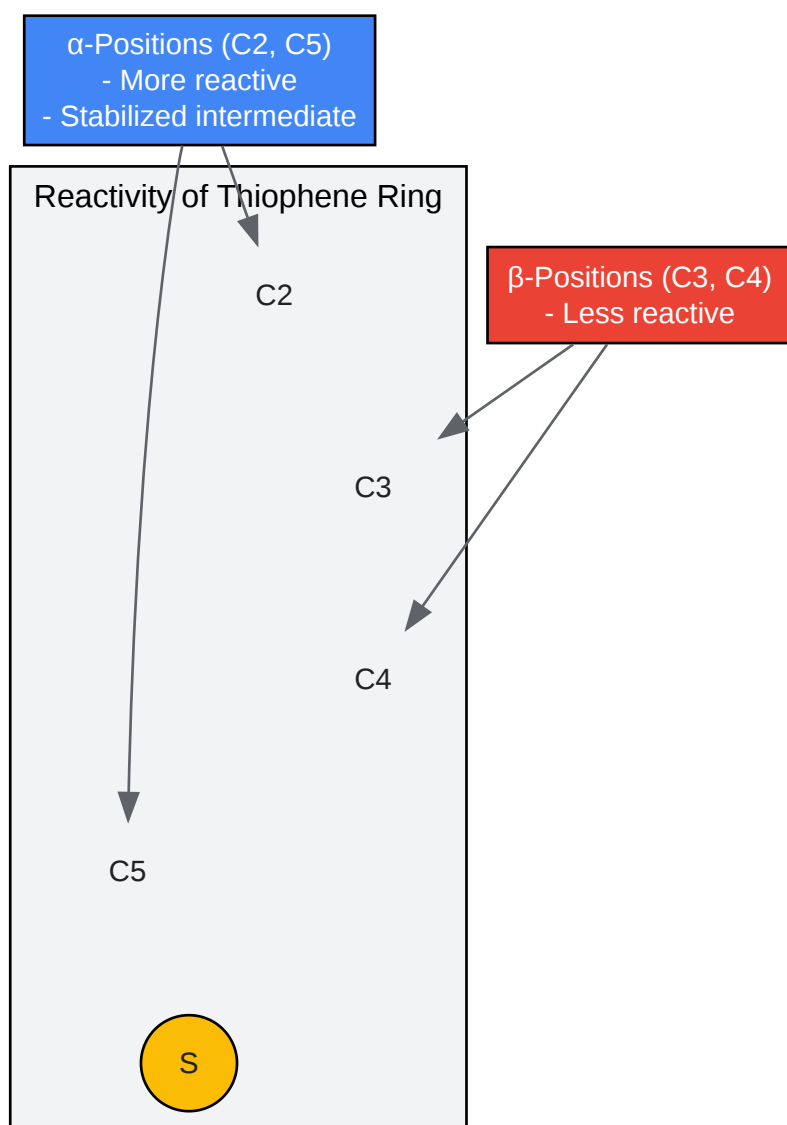 α-Positions (C2, C5)
- More reactive
- Stabilized intermediate
Reactivity of Thiophene Ring
C2
β-Positions (C3, C4)
- Less reactive
C3
C4
C5
S